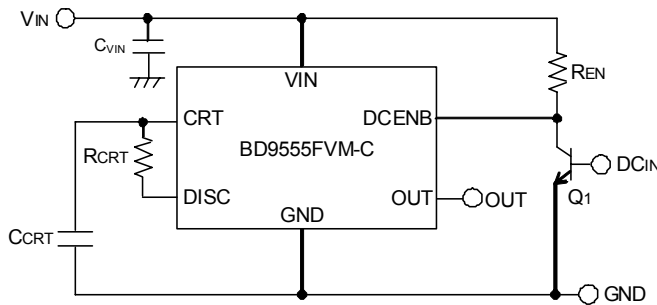 VIN
CVIN
REN
VIN
CRT
DCENB
RCRT
BD9555FVM-C
DCIN
DISC
OUT
OUT
Q1
GND
CCRT
GND